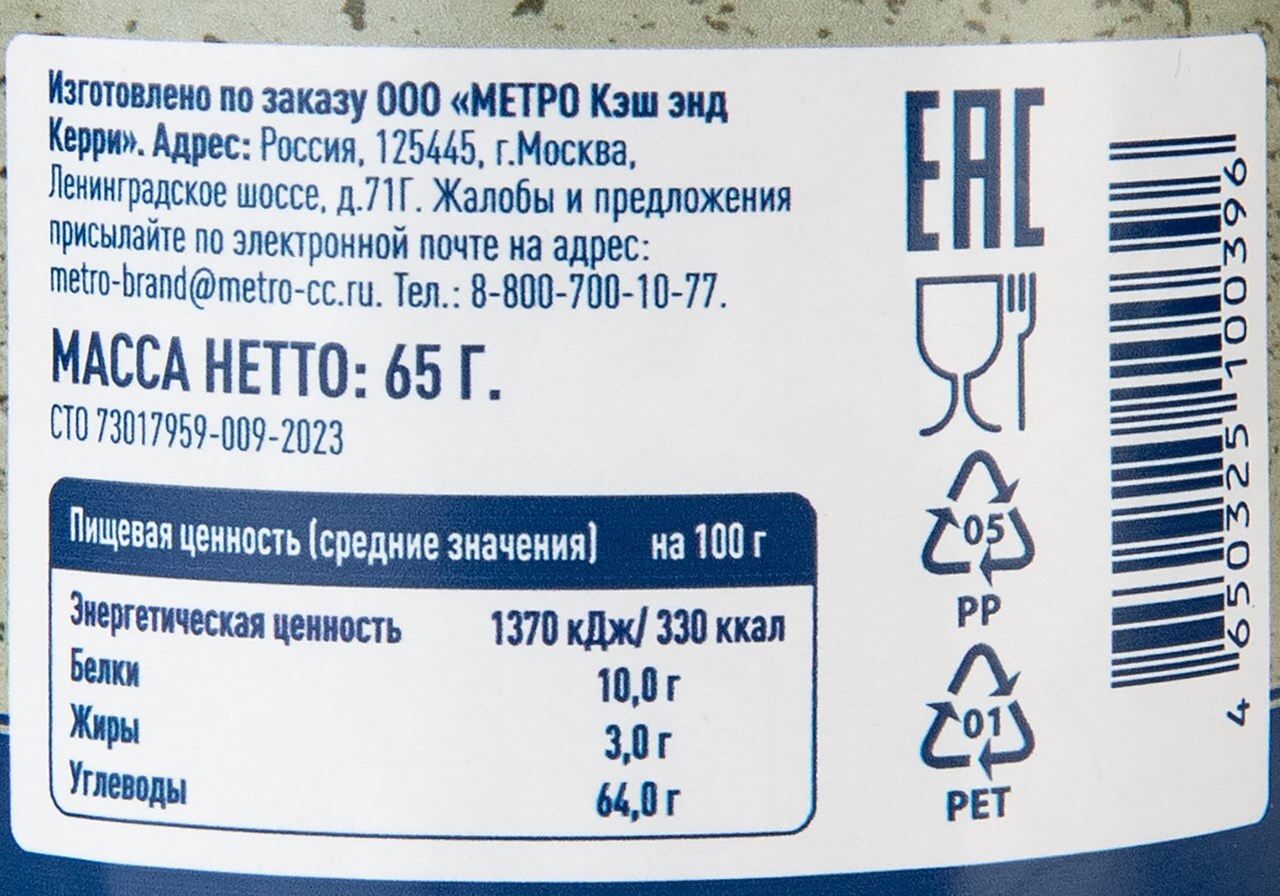 Изготовлено по заказу ООО «МЕТРО Кэш энд
Керри». Адрес: Россия, 125445, г.Москва,
Ленинградское шоссе, д.71Г. Жалобы и предложения
присылайте по электронной почте на адрес:
metro-brand@metro-cc.ru. Тел.: 8-800-700-10-77.
МАССА НЕТТО: 65 Г.
СТО 73017959-009-2023
Пищевая ценность (средние значения) на 100 г
Энергетическая ценность 1370 кДж/ 330 ккал
Белки 10,0 г
Жиры 3,0 г
Углеводы 64,0 г
EAC
05
PP
01
PET
4 650325 100396